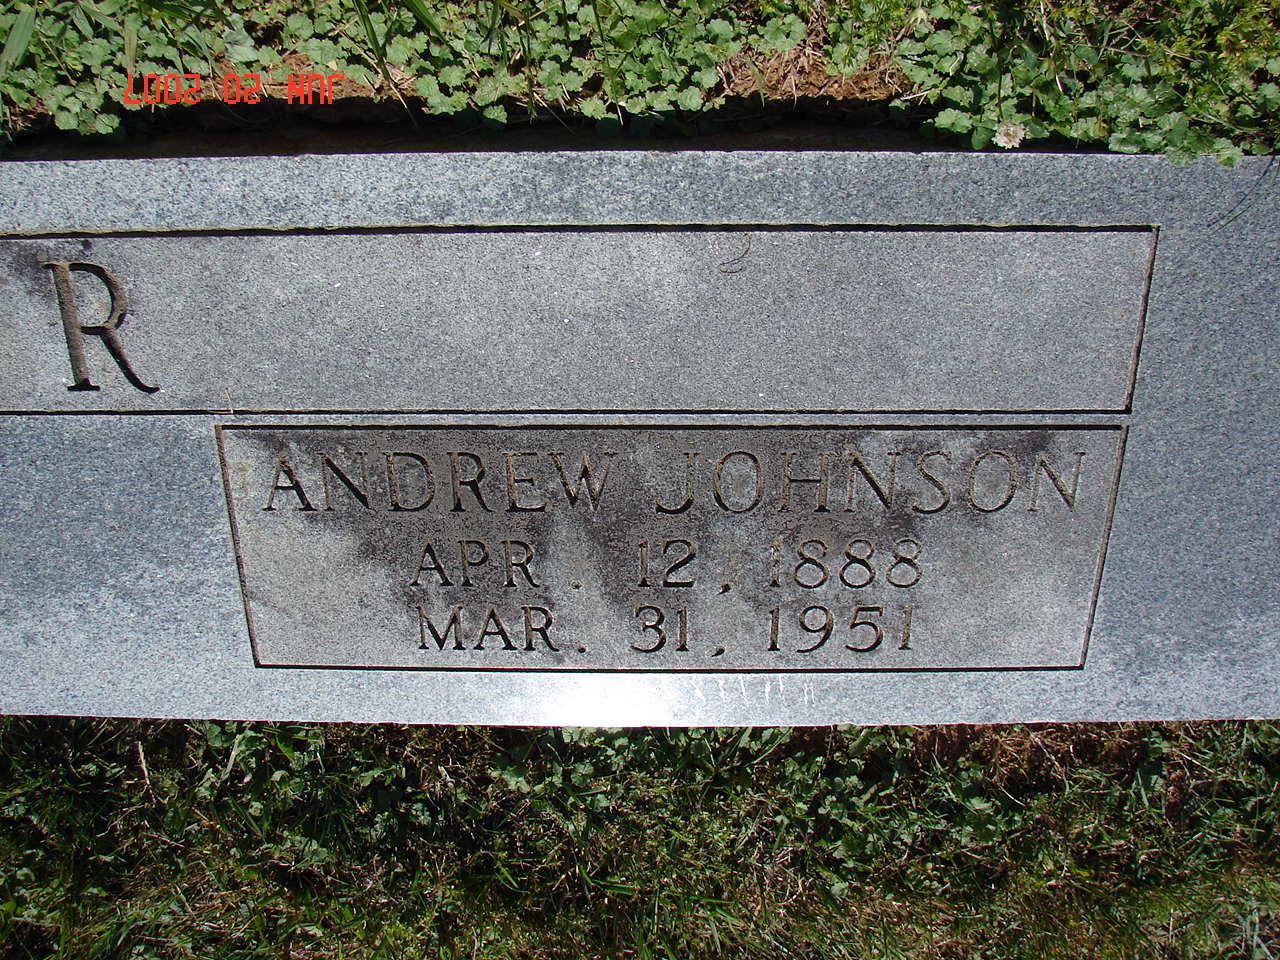 JUN 20 2007
R
ANDREW JOHNSON
APR. 12, 1888
MAR. 31, 1951